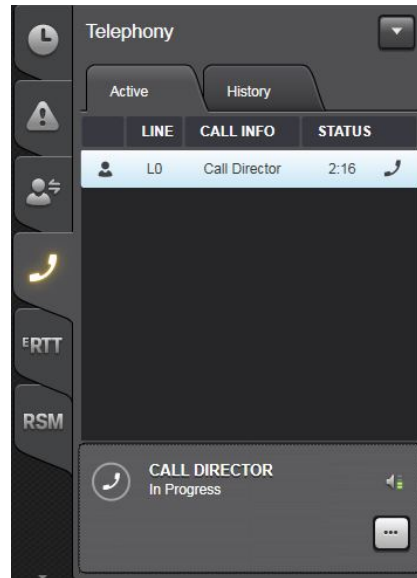 Telephony
Active History
LINE CALL INFO STATUS
L0 Call Director 2:16
ERTT
RSM
CALL DIRECTOR
In Progress
...